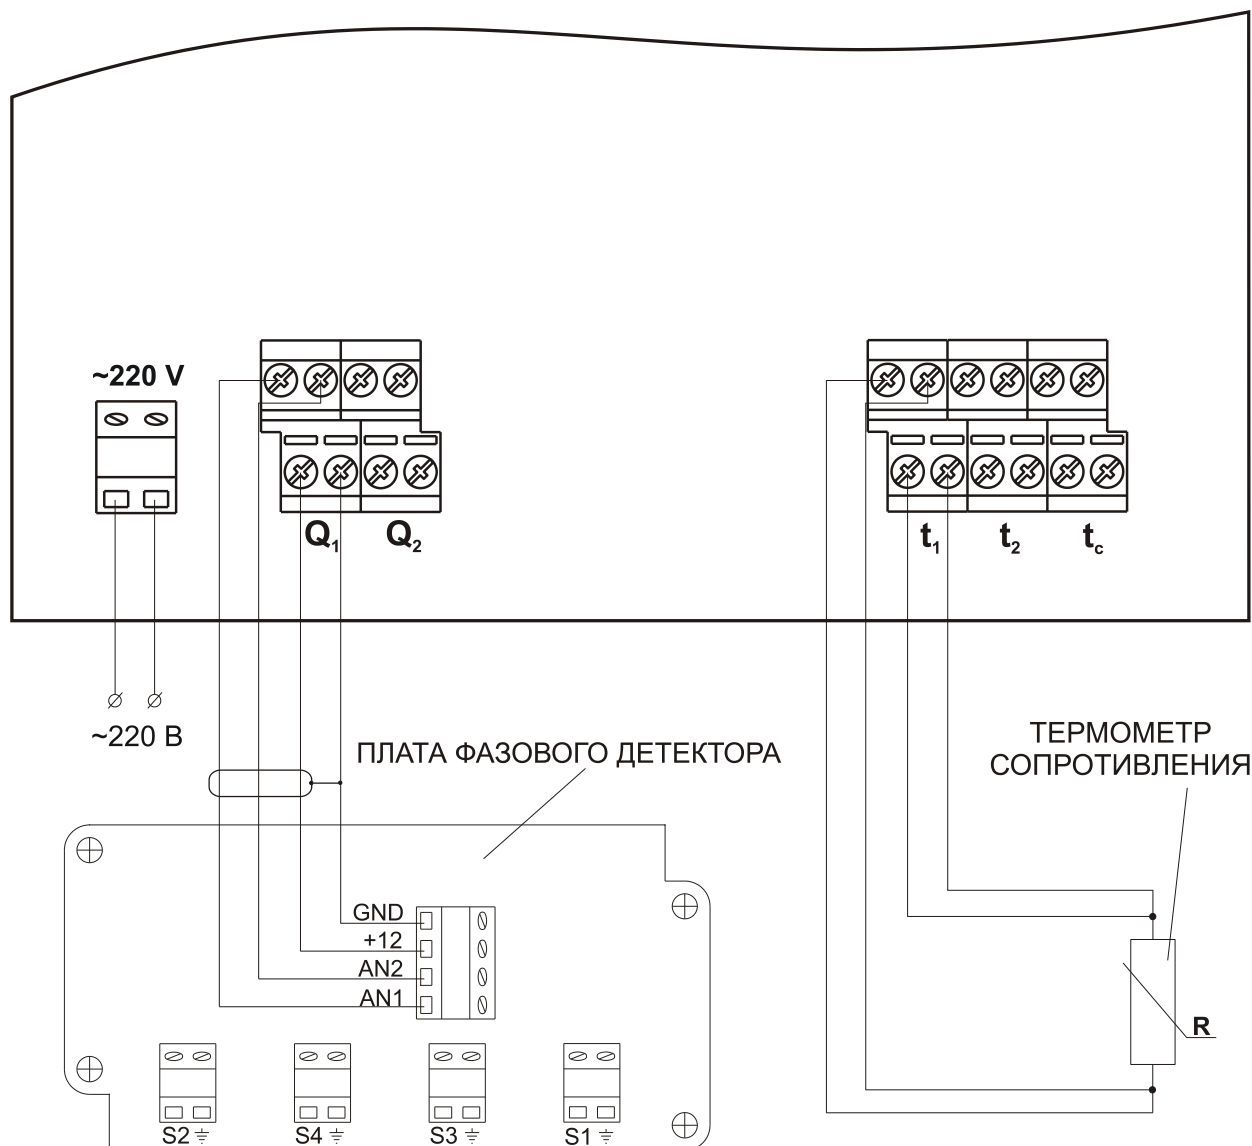 ~220 V
Q1 Q2
t1 t2 tc
~220 В
ПЛАТА ФАЗОВОГО ДЕТЕКТОРА
ТЕРМОМЕТР
СОПРОТИВЛЕНИЯ
GND
+12
AN2
AN1
R
S2 S4 S3 S1